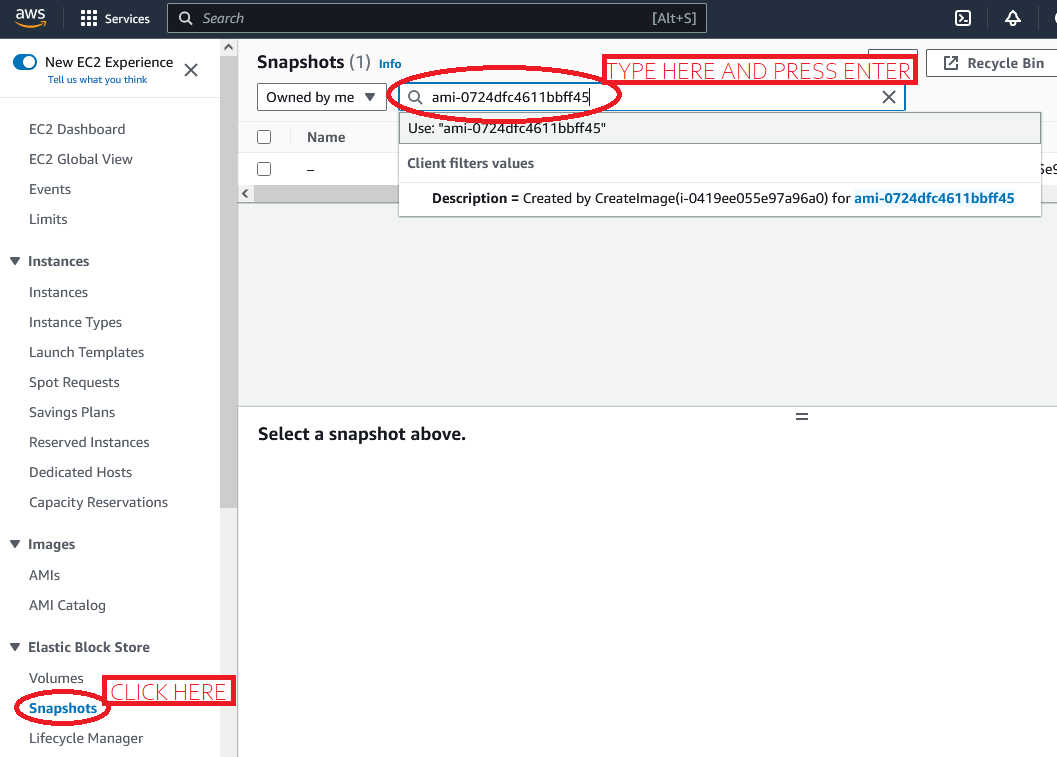 aws
Services
Search
[Alt+S]
New EC2 Experience
Tell us what you think
EC2 Dashboard
EC2 Global View
Events
Limits
Instances
Instances
Instance Types
Launch Templates
Spot Requests
Savings Plans
Reserved Instances
Dedicated Hosts
Capacity Reservations
Images
AMIs
AMI Catalog
Elastic Block Store
Volumes
CLICK HERE
Snapshots
Lifecycle Manager
Snapshots (1) Info
TYPE HERE AND PRESS ENTER
Recycle Bin
Owned by me
ami-0724dfc4611bbff45
Use: "ami-0724dfc4611bbff45"
Name
Client filters values
–
Description = Created by CreateImage(i-0419ee055e97a96a0) for ami-0724dfc4611bbff45
Select a snapshot above.